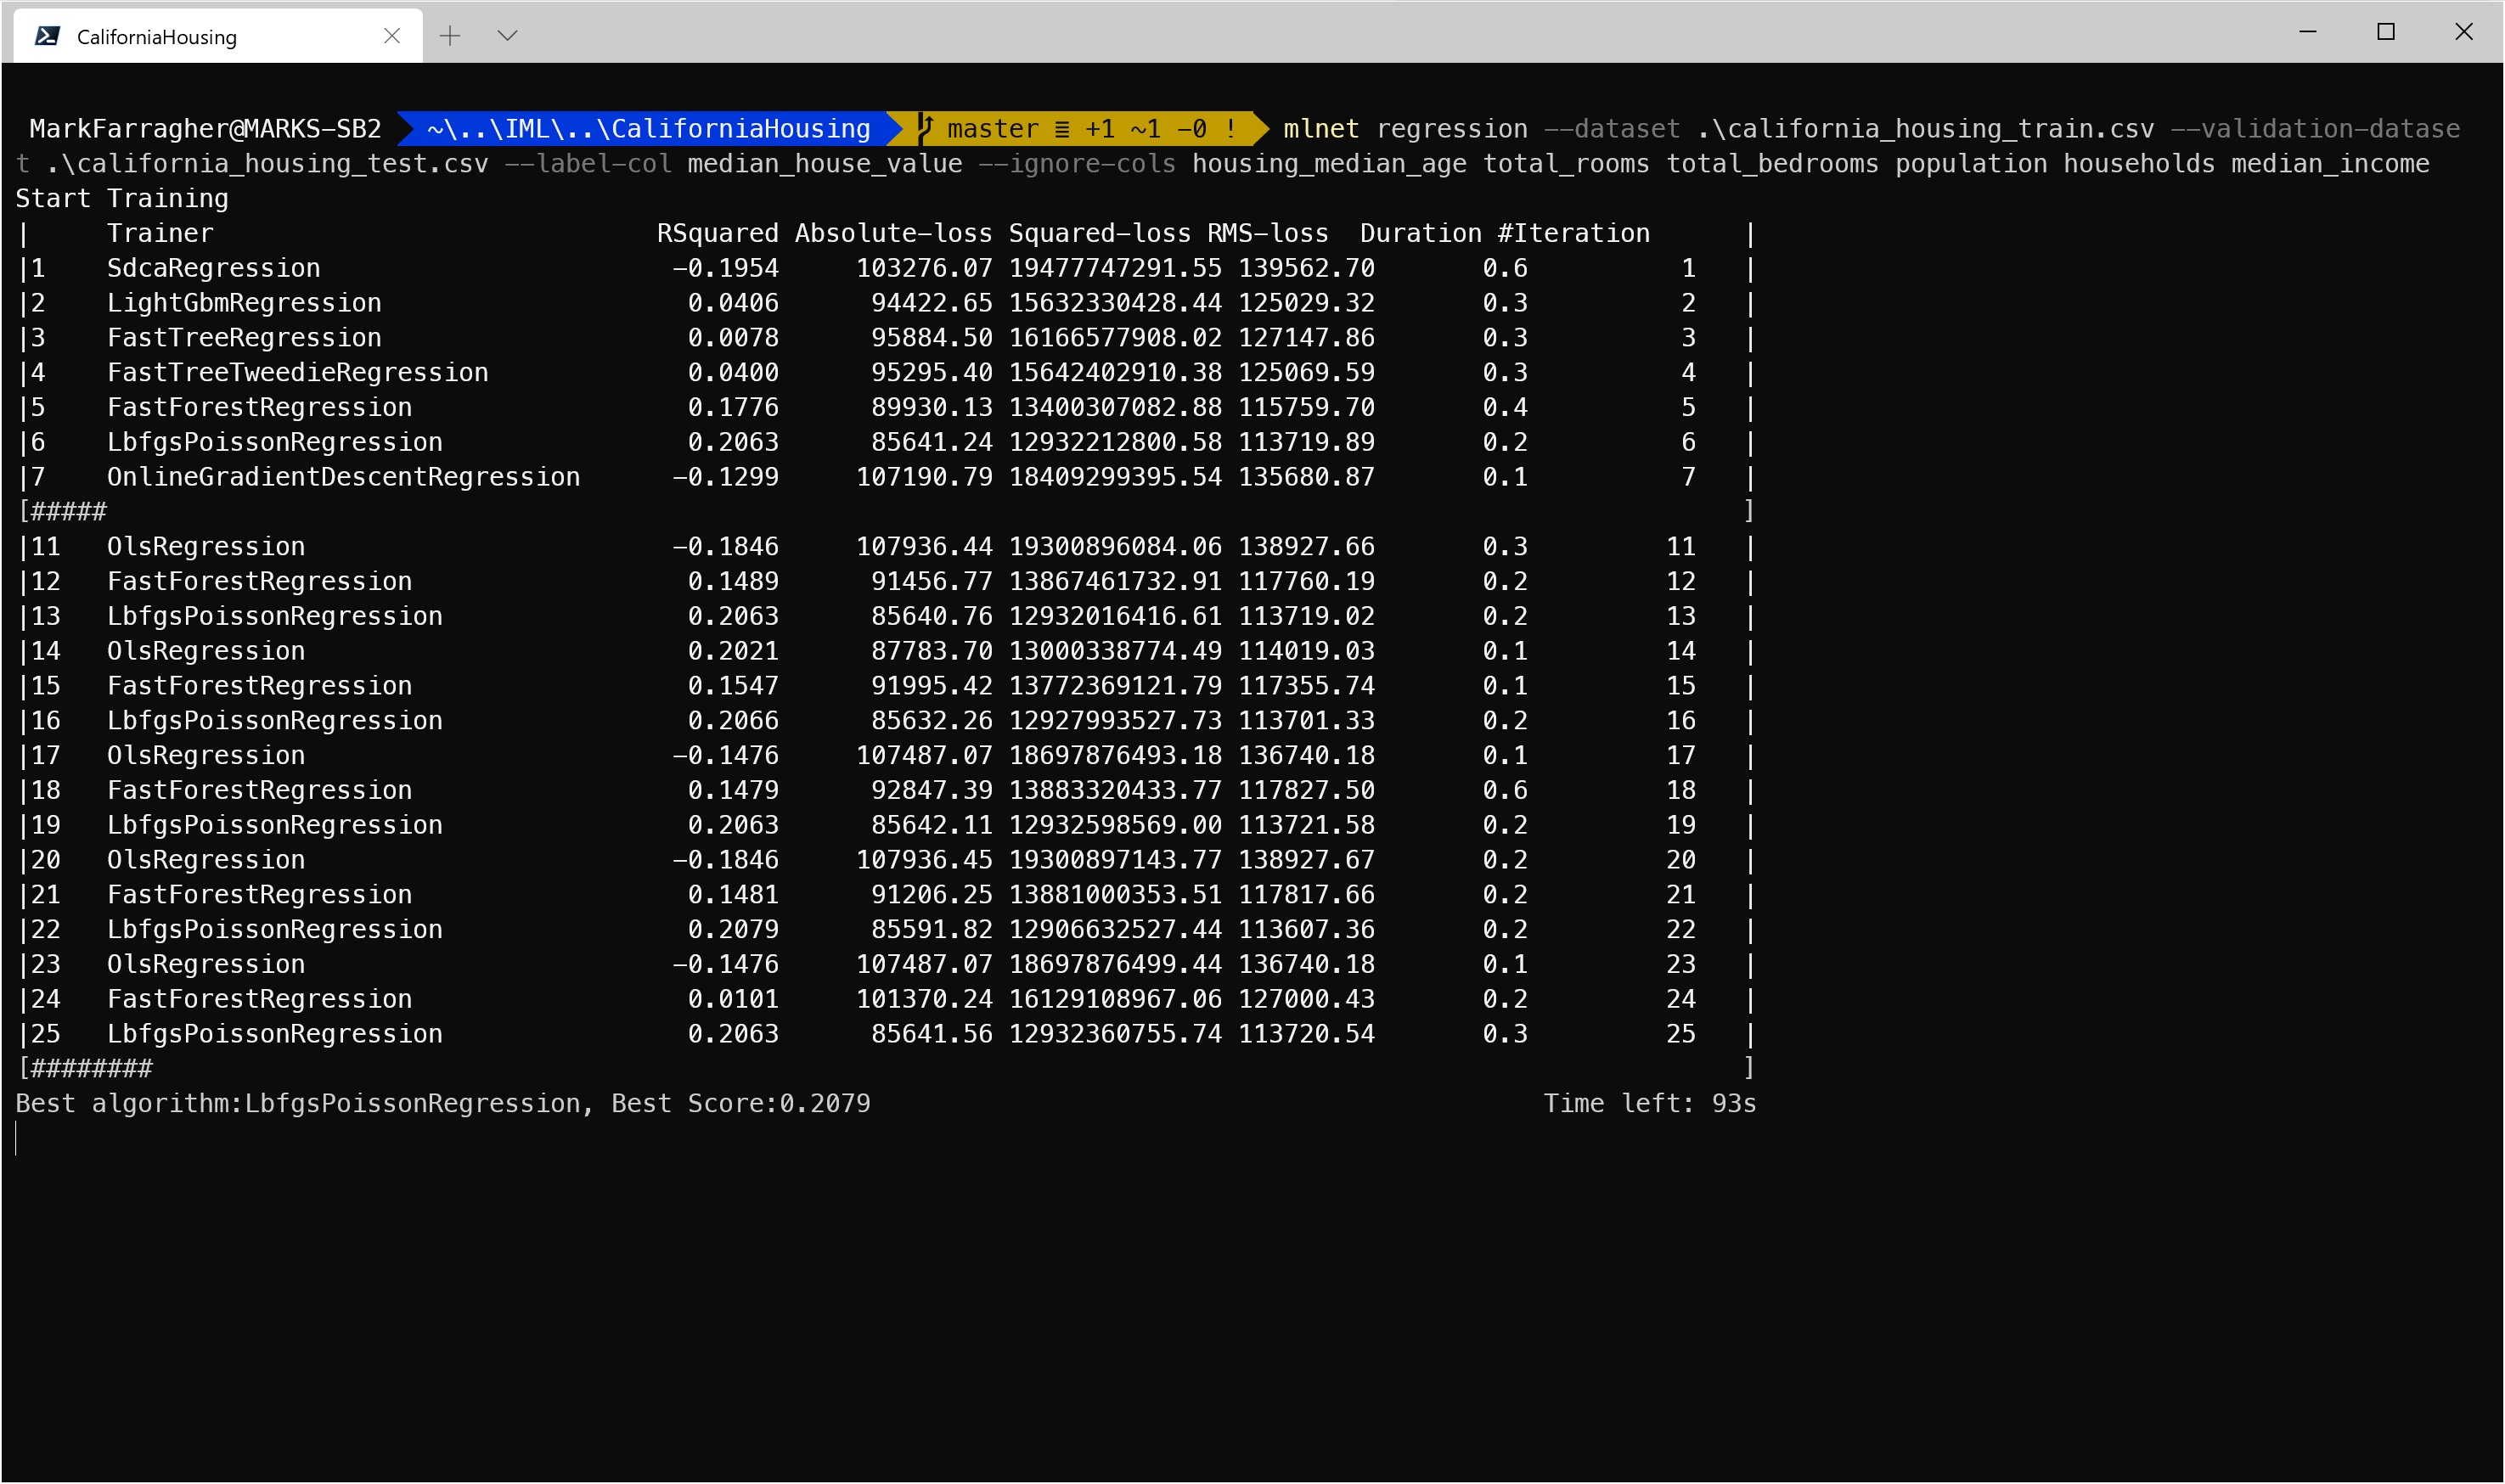 CaliforniaHousing
MarkFarragher@MARKS-SB2 ~\..\IML\..\CaliforniaHousing master ≡ +1 ~1 -0 ! mlnet regression --dataset .\california_housing_train.csv --validation-datase
t .\california_housing_test.csv --label-col median_house_value --ignore-cols housing_median_age total_rooms total_bedrooms population households median_income
Start Training
| Trainer RSquared Absolute-loss Squared-loss RMS-loss Duration #Iteration |
|1 SdcaRegression -0.1954 103276.07 19477747291.55 139562.70 0.6 1 |
|2 LightGbmRegression 0.0406 94422.65 15632330428.44 125029.32 0.3 2 |
|3 FastTreeRegression 0.0078 95884.50 16166577908.02 127147.86 0.3 3 |
|4 FastTreeTweedieRegression 0.0400 95295.40 15642402910.38 125069.59 0.3 4 |
|5 FastForestRegression 0.1776 89930.13 13400307082.88 115759.70 0.4 5 |
|6 LbfgsPoissonRegression 0.2063 85641.24 12932212800.58 113719.89 0.2 6 |
|7 OnlineGradientDescentRegression -0.1299 107190.79 18409299395.54 135680.87 0.1 7 |
[##### ]
|11 OlsRegression -0.1846 107936.44 19300896084.06 138927.66 0.3 11 |
|12 FastForestRegression 0.1489 91456.77 13867461732.91 117760.19 0.2 12 |
|13 LbfgsPoissonRegression 0.2063 85640.76 12932016416.61 113719.02 0.2 13 |
|14 OlsRegression 0.2021 87783.70 13000338774.49 114019.03 0.1 14 |
|15 FastForestRegression 0.1547 91995.42 13772369121.79 117355.74 0.1 15 |
|16 LbfgsPoissonRegression 0.2066 85632.26 12927993527.73 113701.33 0.2 16 |
|17 OlsRegression -0.1476 107487.07 18697876493.18 136740.18 0.1 17 |
|18 FastForestRegression 0.1479 92847.39 13883320433.77 117827.50 0.6 18 |
|19 LbfgsPoissonRegression 0.2063 85642.11 12932598569.00 113721.58 0.2 19 |
|20 OlsRegression -0.1846 107936.45 19300897143.77 138927.67 0.2 20 |
|21 FastForestRegression 0.1481 91206.25 13881000353.51 117817.66 0.2 21 |
|22 LbfgsPoissonRegression 0.2079 85591.82 12906632527.44 113607.36 0.2 22 |
|23 OlsRegression -0.1476 107487.07 18697876499.44 136740.18 0.1 23 |
|24 FastForestRegression 0.0101 101370.24 16129108967.06 127000.43 0.2 24 |
|25 LbfgsPoissonRegression 0.2063 85641.56 12932360755.74 113720.54 0.3 25 |
[######## ]
Best algorithm:LbfgsPoissonRegression, Best Score:0.2079 Time left: 93s